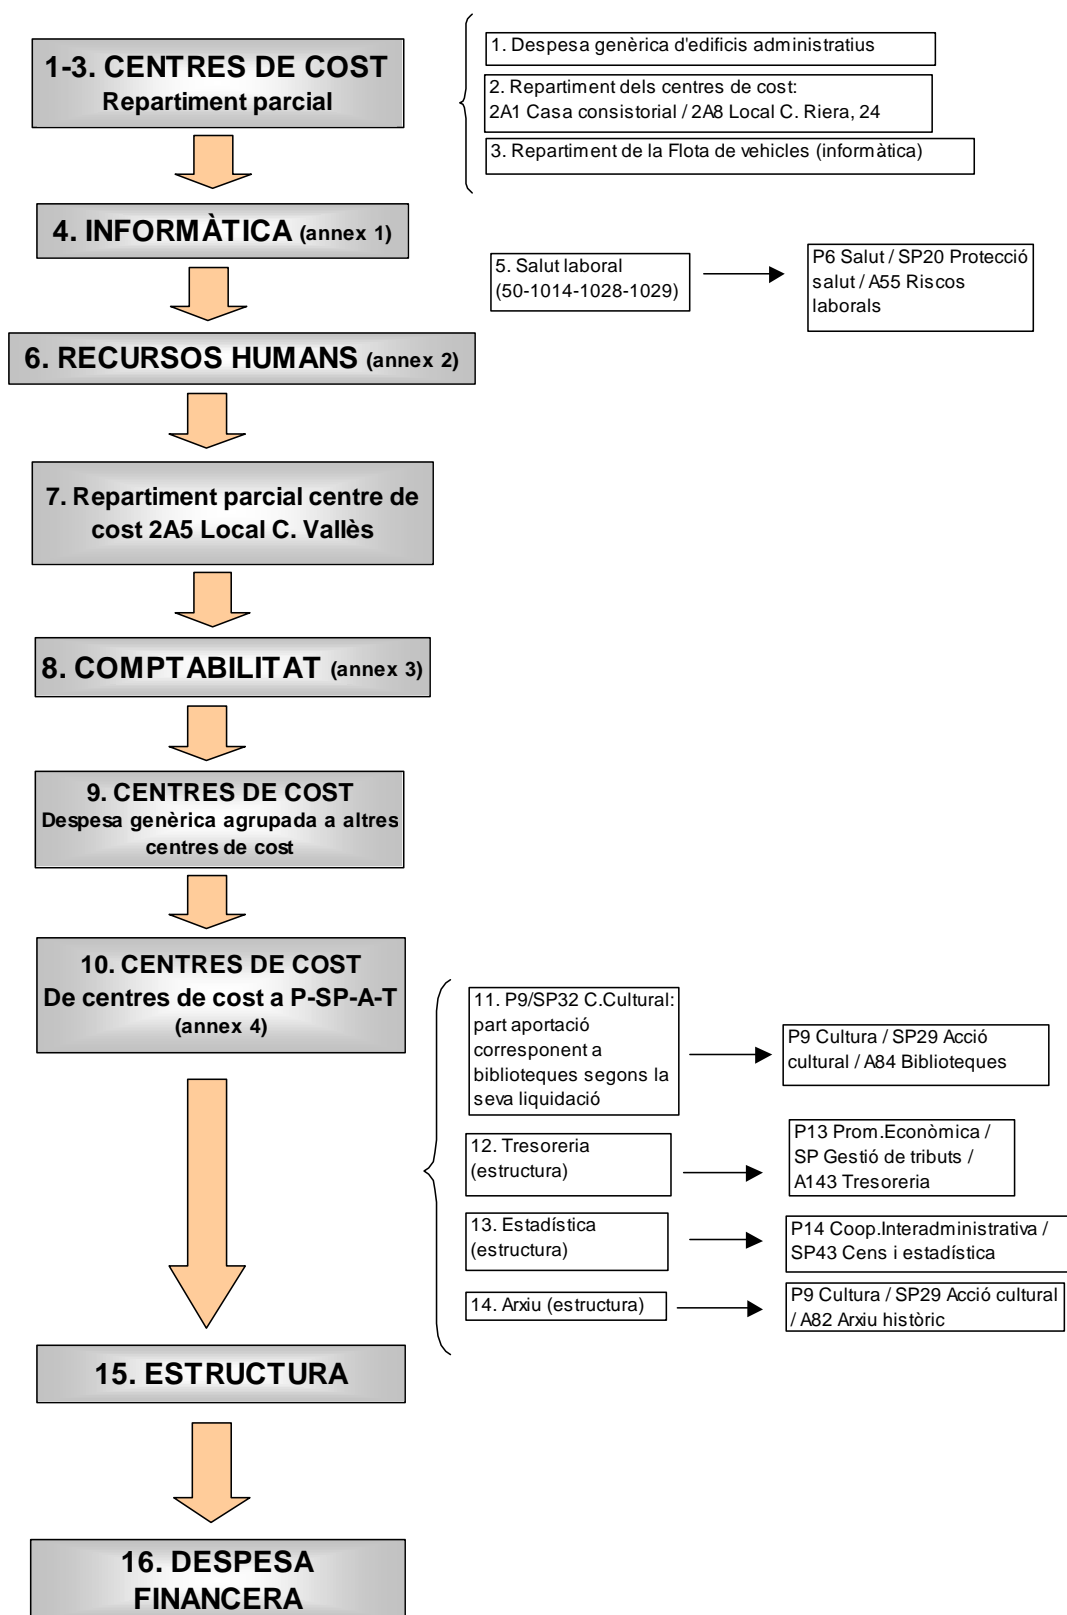 1-3. CENTRES DE COST
Repartiment parcial
1. Despesa genèrica d'edificis administratius
2. Repartiment dels centres de cost:
2A1 Casa consistorial / 2A8 Local C. Riera, 24
3. Repartiment de la Flota de vehicles (informàtica)
4. INFORMÀTICA (annex 1)
5. Salut laboral
(50-1014-1028-1029)
P6 Salut / SP20 Protecció
salut / A55 Riscos
laborals
6. RECURSOS HUMANS (annex 2)
7. Repartiment parcial centre de
cost 2A5 Local C. Vallès
8. COMPTABILITAT (annex 3)
9. CENTRES DE COST
Despesa genèrica agrupada a altres
centres de cost
10. CENTRES DE COST
De centres de cost a P-SP-A-T
(annex 4)
11. P9/SP32 C.Cultural:
part aportació
corresponent a
biblioteques segons la
seva liquidació
P9 Cultura / SP29 Acció
cultural / A84 Biblioteques
12. Tresoreria
(estructura)
P13 Prom.Econòmica /
SP Gestió de tributs /
A143 Tresoreria
13. Estadística
(estructura)
P14 Coop.Interadministrativa /
SP43 Cens i estadística
14. Arxiu (estructura)
P9 Cultura / SP29 Acció cultural
/ A82 Arxiu històric
15. ESTRUCTURA
16. DESPESA
FINANCERA